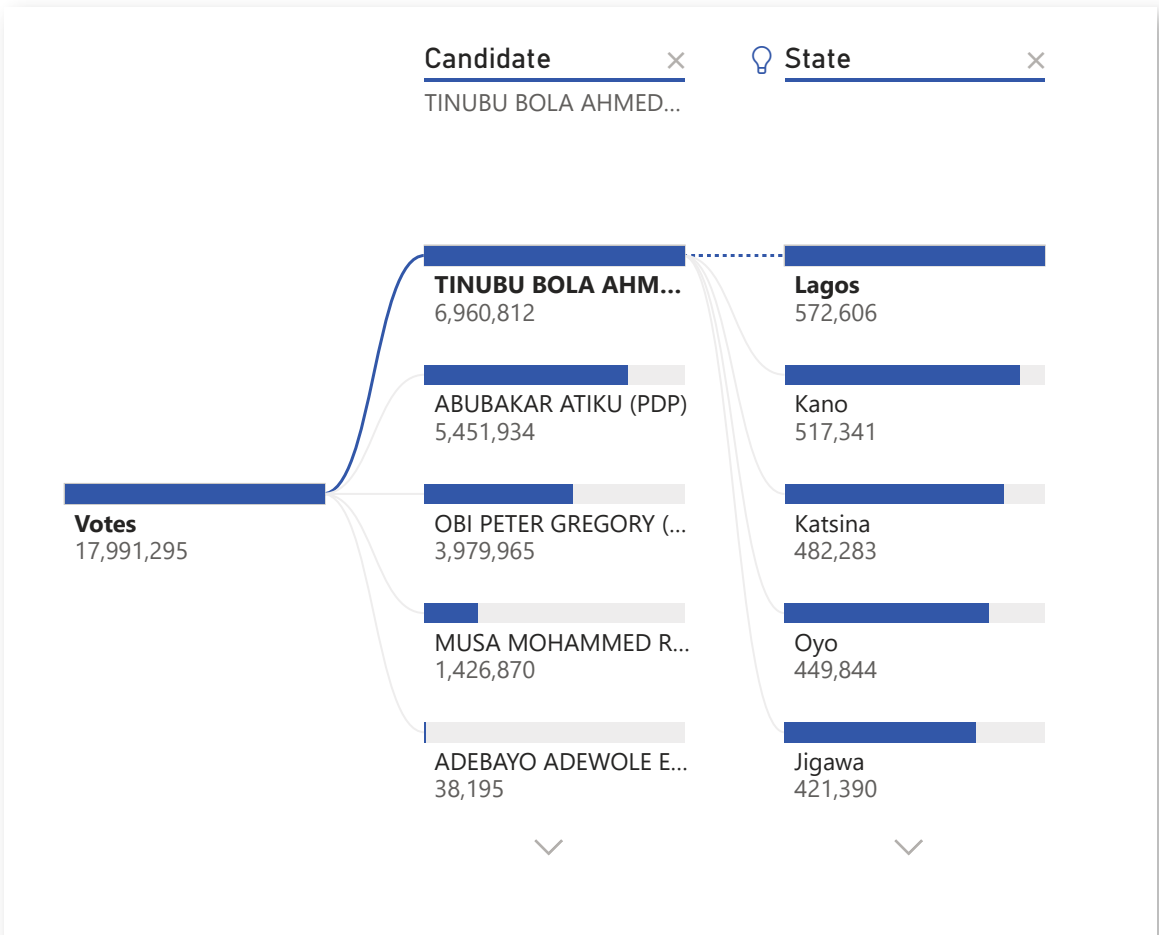 Candidate
State
TINUBU BOLA AHMED...
Votes
17,991,295
TINUBU BOLA AHM...
6,960,812
ABUBAKAR ATIKU (PDP)
5,451,934
OBI PETER GREGORY (...
3,979,965
MUSA MOHAMMED R...
1,426,870
ADEBAYO ADEWOLE E...
38,195
Lagos
572,606
Kano
517,341
Katsina
482,283
Oyo
449,844
Jigawa
421,390